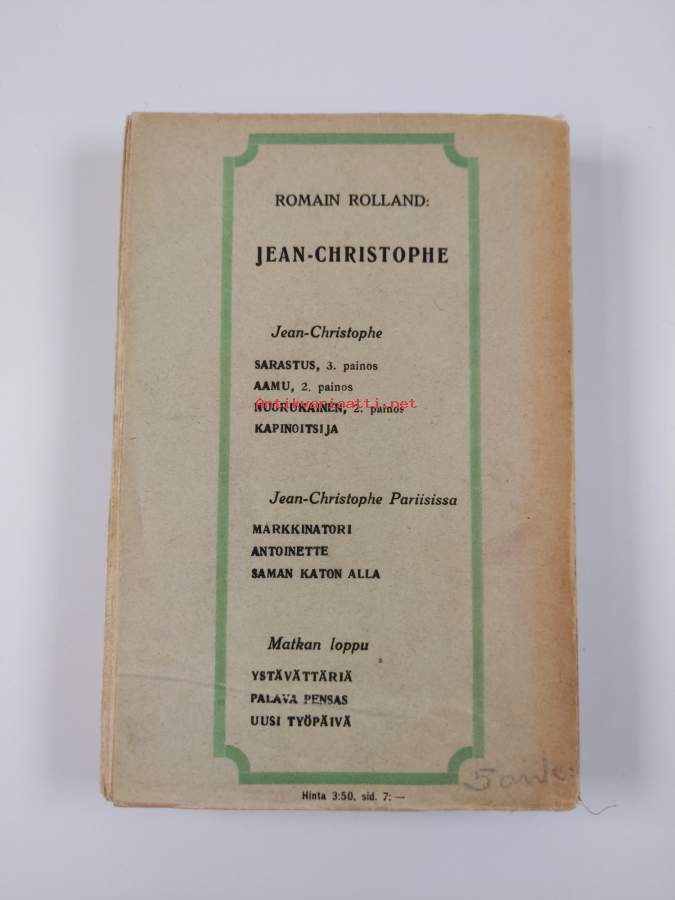 ROMAIN ROLLAND:
JEAN-CHRISTOPHE
Jean-Christophe
SARASTUS, 3. painos
AAMU, 2. painos
Antikvariaatti.net
NUORUKAINEN, 2. painos
KAPINOITSIJA
Jean-Christophe Pariisissa
MARKKINATORI
ANTOINETTE
SAMAN KATON ALLA
Matkan loppu
YSTÄVÄTTÄRIÄ
PALAVA PENSAS
UUSI TYÖPÄIVÄ
Hinta 3:50, sid. 7: —